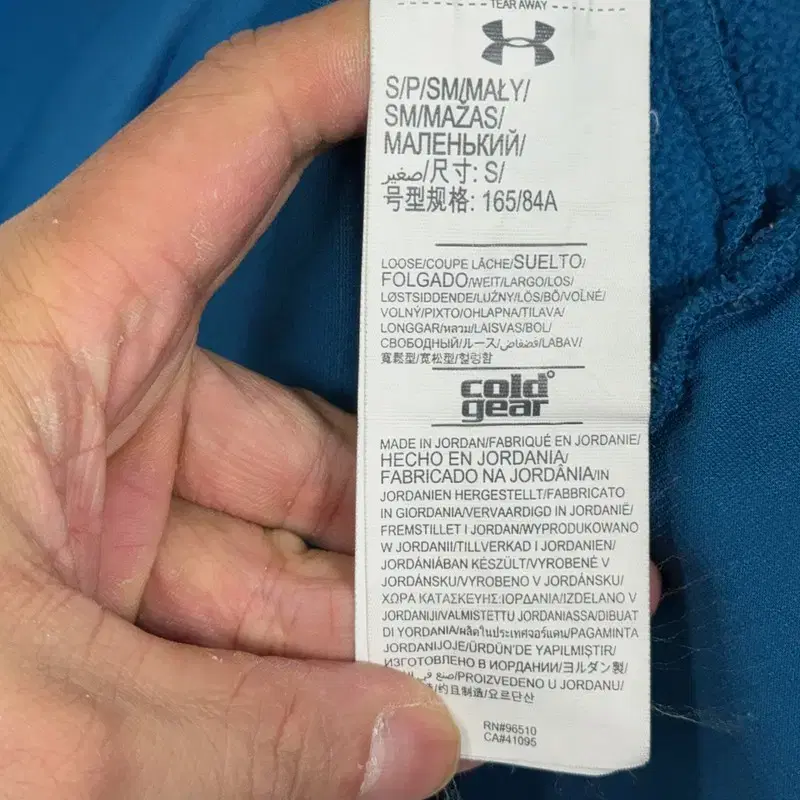 TEAR AWAY
S/P/SM/MAŁY/
SM/MAŽAS/
МАЛЕНЬКИЙ/
صغير/尺寸: S/
号型规格: 165/84A
LOOSE/COUPE LÂCHE/SUELTO/
FOLGADO/WEIT/LARGO/LOS/
LØSTSIDDENDE/LUŹNY/LÖS/BŐ/VOLNÉ/
VOLNÝ/ΡΙΧΤΟ/OHLAPNA/TILAVA/
LONGGAR/หลวม/LAISVAS/BOL/
СВОБОДНЫЙ/ルース/فضفاض/LABAV/
寬鬆型/宽松型/헐렁함
cold gear
MADE IN JORDAN/FABRIQUÉ EN JORDANIE/
HECHO EN JORDANIA/
FABRICADO NA JORDÂNIA/IN
JORDANIEN HERGESTELLT/FABBRICATO
IN GIORDANIA/VERVAARDIGD IN JORDANIË/
FREMSTILLET I JORDAN/WYPRODUKOWANO
W JORDANII/TILLVERKAD I JORDANIEN/
JORDÁNIÁBAN KÉSZÜLT/VYROBENÉ V
JORDÁNSKU/VYROBENO V JORDÁNSKU/
ΧΩΡΑ ΚΑΤΑΣΚΕΥΗΣ:ΙΟΡΔΑΝΙΑ/IZDELANO V
JORDANIJI/VALMISTETTU JORDANIASSA/DIBUAT
DI YORDANIA/ผลิตในประเทศจอร์แดน/PAGAMINTA
JORDANIJOJE/ÜRDÜN'DE YAPILMIŞTIR/
ИЗГОТОВЛЕНО В ИОРДАНИИ/ヨルダン製/
صنع في /PROIZVEDENO U JORDANU/
/约旦制造/요르단산
RN#96510
CA#41095